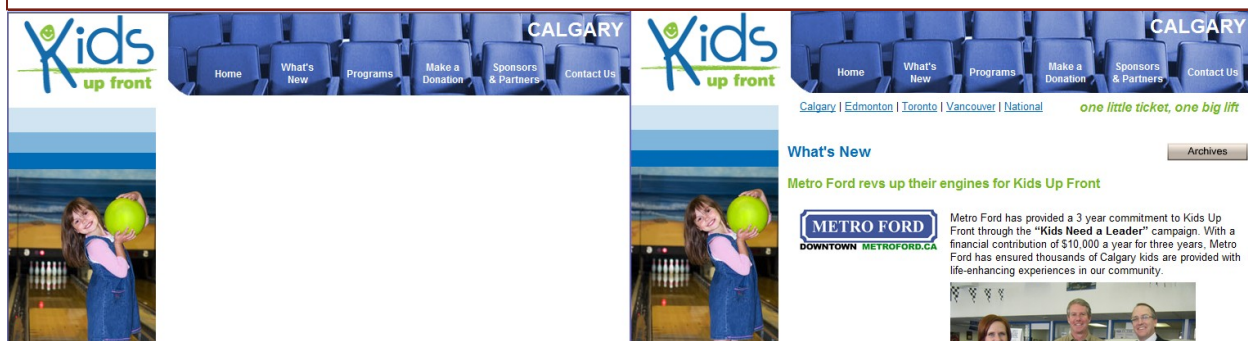 Kids
up front
CALGARY
Home
What's
New
Programs
Make a
Donation
Sponsors
& Partners
Contact Us
Kids
up front
CALGARY
Home
What's
New
Programs
Make a
Donation
Sponsors
& Partners
Contact Us
Calgary | Edmonton | Toronto | Vancouver | National
one little ticket, one big lift
What's New
Archives
Metro Ford revs up their engines for Kids Up Front
METRO FORD
DOWNTOWN METROFORD.CA
Metro Ford has provided a 3 year commitment to Kids Up
Front through the “Kids Need a Leader” campaign. With a
financial contribution of $10,000 a year for three years, Metro
Ford has ensured thousands of Calgary kids are provided with
life-enhancing experiences in our community.